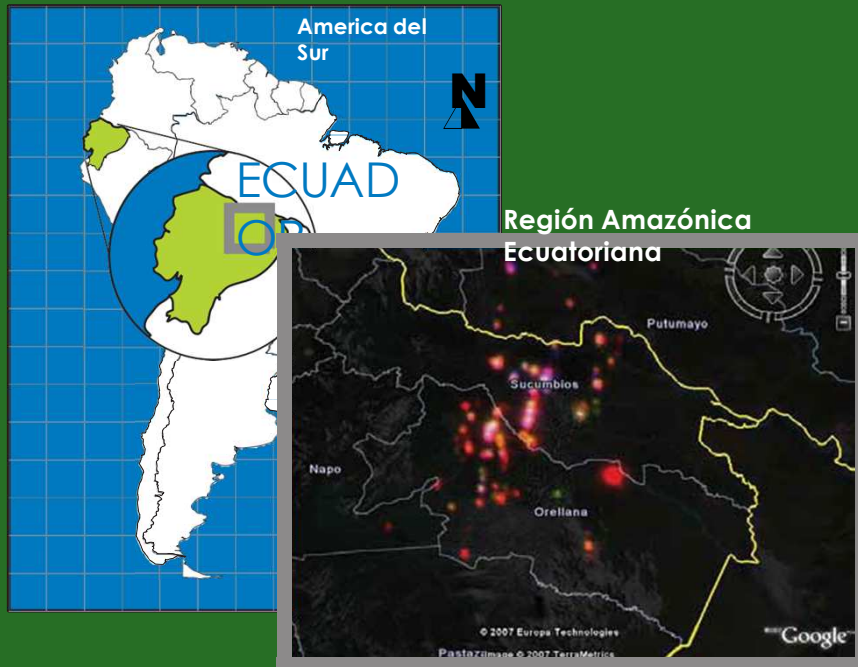 America del
Sur
N
ECUAD
OR
Región Amazónica
Ecuatoriana
Putumayo
Sucumbios
Napo
Orellana
© 2007 Europa Technologies
Google
Pastaza
Image © 2007 TerraMetrics